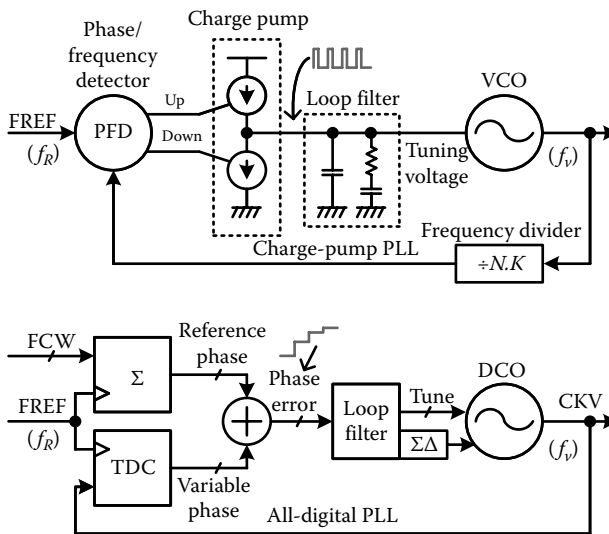 Charge pump
Phase/
frequency
detector
Up
Down
FREF
(f_R)
PFD
Loop filter
VCO
Tuning
voltage
(f_v)
Frequency divider
÷N.K
Charge-pump PLL
FCW
FREF
(f_R)
Σ
TDC
Reference
phase
Variable
phase
Phase
error
Loop
filter
Tune
ΣΔ
DCO
CKV
(f_v)
All-digital PLL